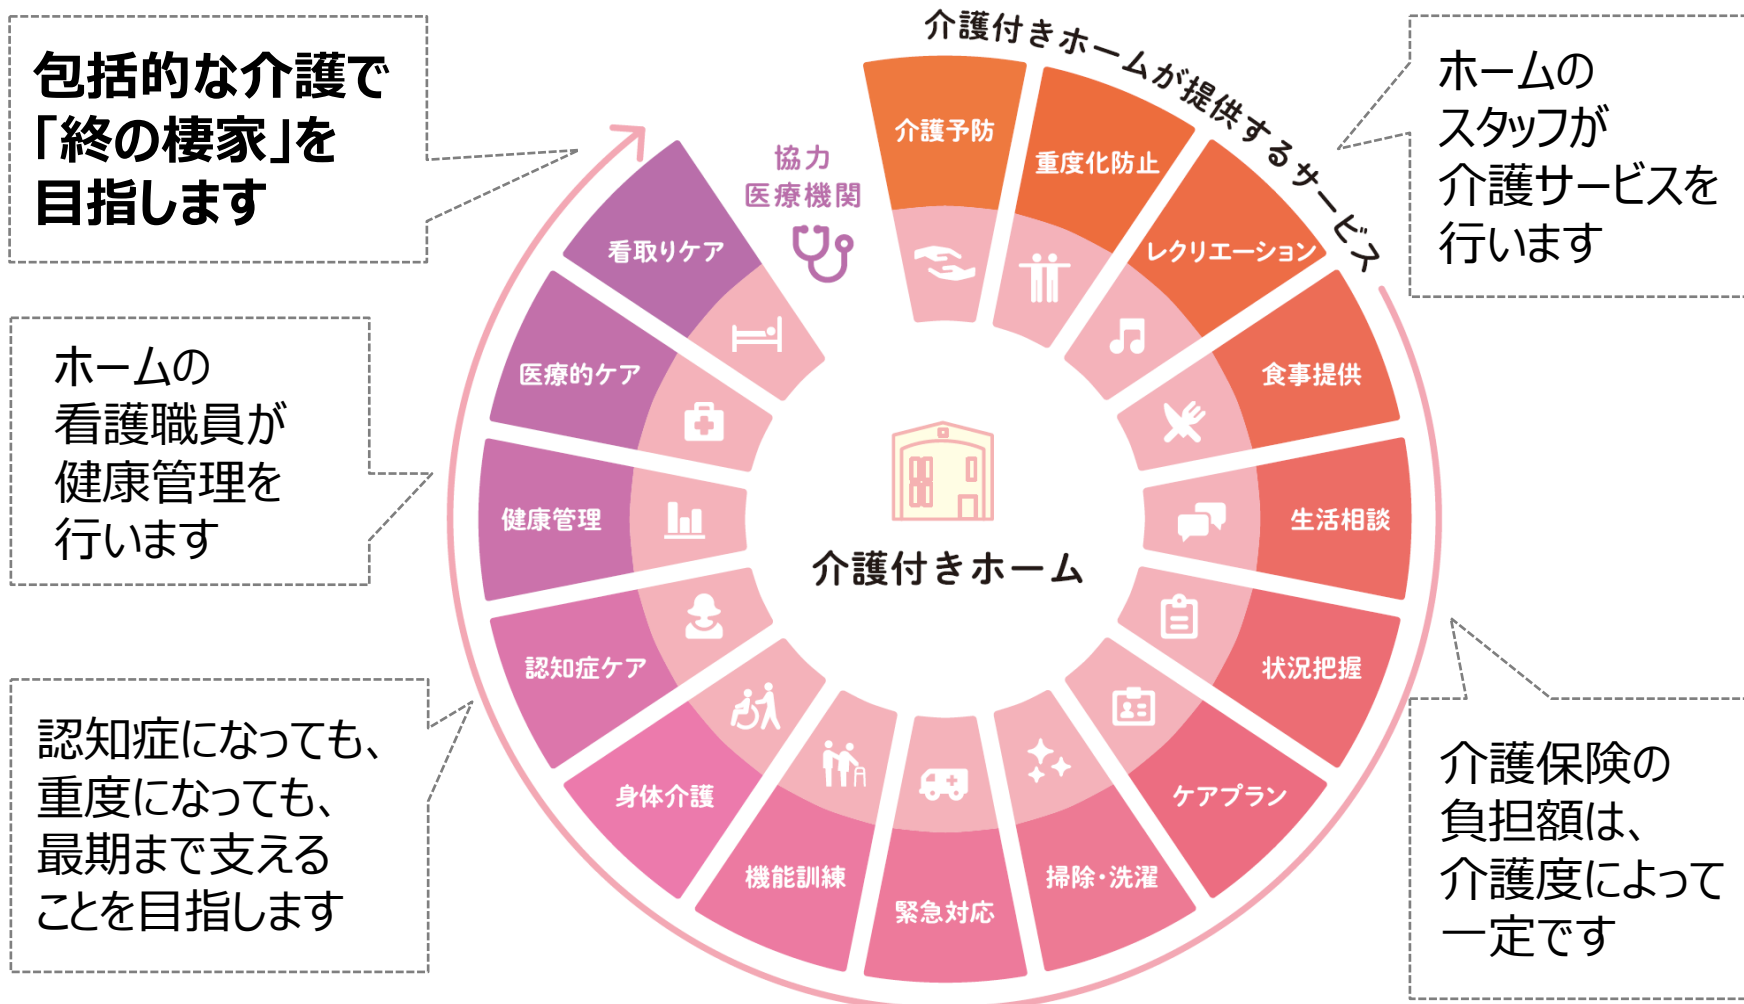 包括的な介護で
「終の棲家」を
目指します
ホームの
看護職員が
健康管理を
行います
認知症になっても、
重度になっても、
最期まで支える
ことを目指します
介護付きホームが提供するサービス
協力
医療機関
介護予防
重度化防止
レクリエーション
食事提供
生活相談
状況把握
ケアプラン
掃除・洗濯
緊急対応
機能訓練
身体介護
認知症ケア
健康管理
医療的ケア
看取りケア
介護付きホーム
ホームの
スタッフが
介護サービスを
行います
介護保険の
負担額は、
介護度によって
一定です